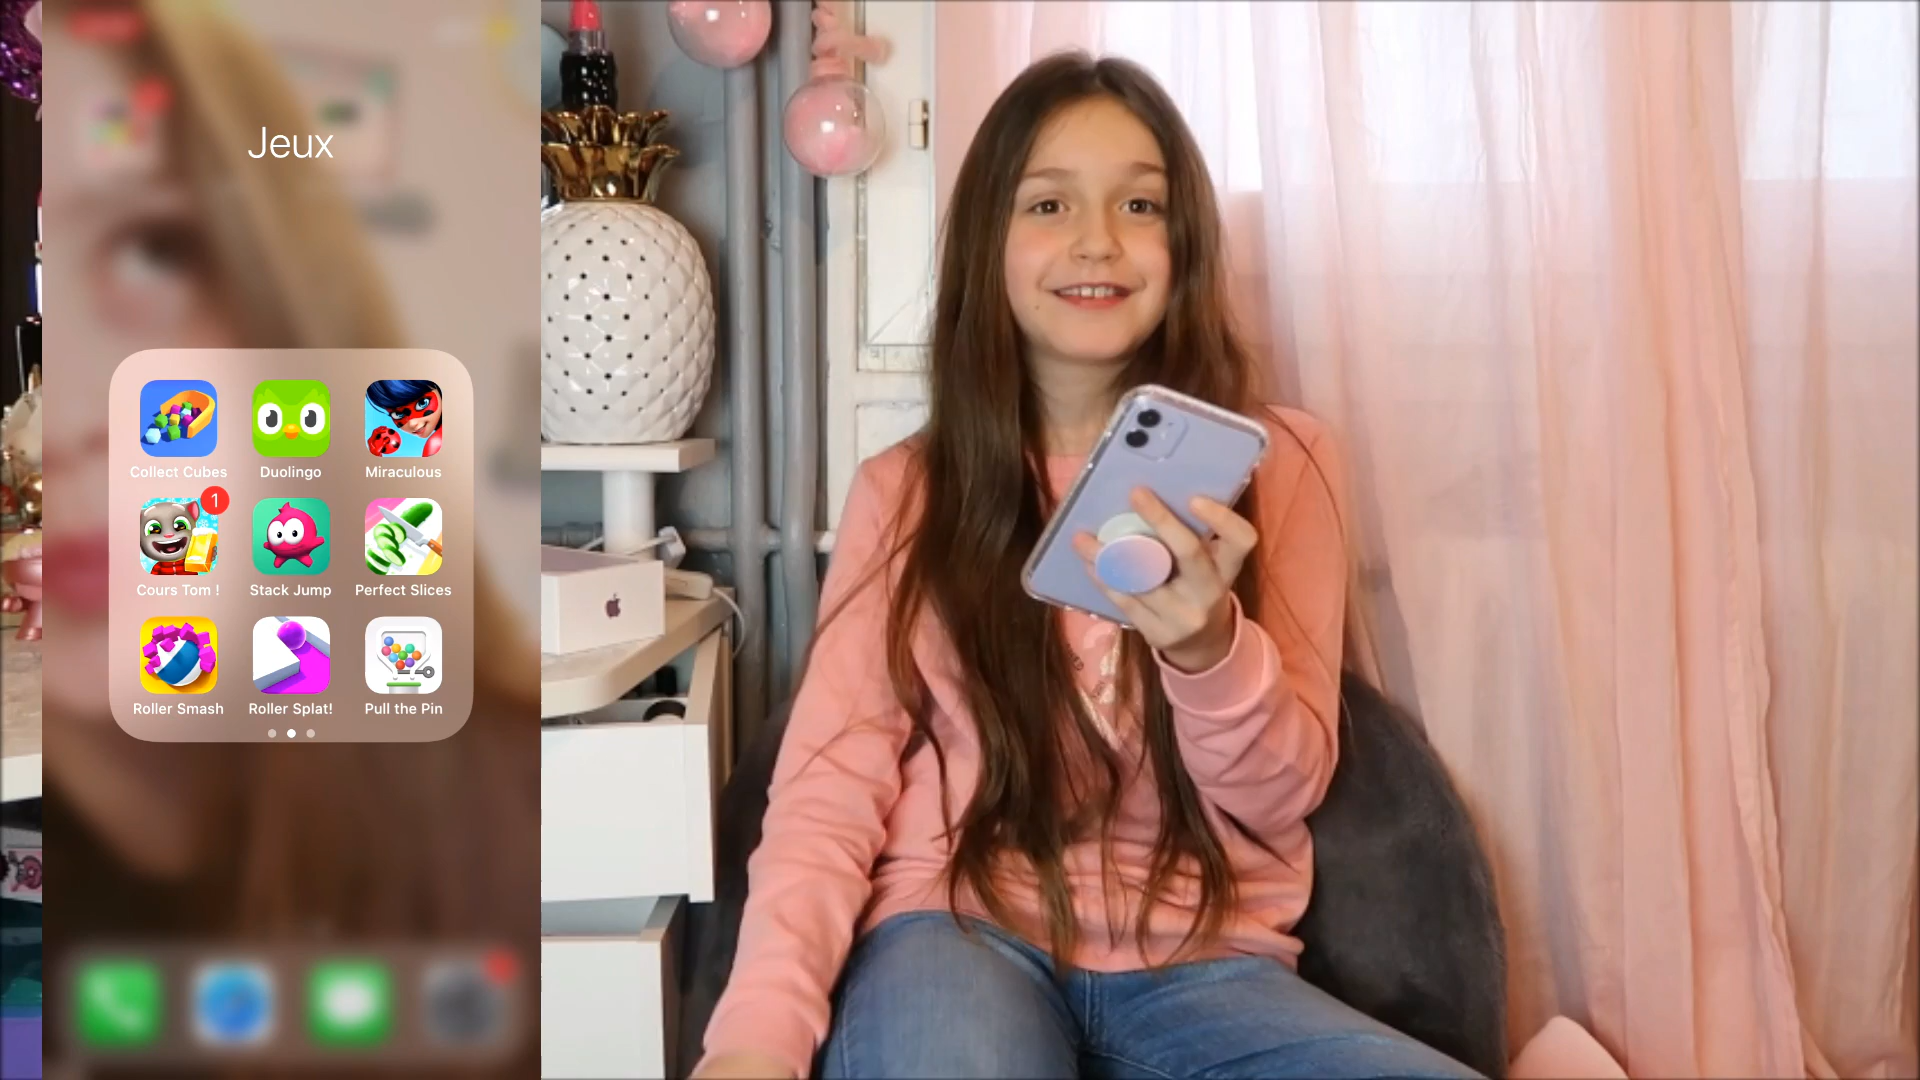 Jeux
Collect Cubes
Duolingo
Miraculous
1
Cours Tom !
Stack Jump
Perfect Slices
Roller Smash
Roller Splat!
Pull the Pin